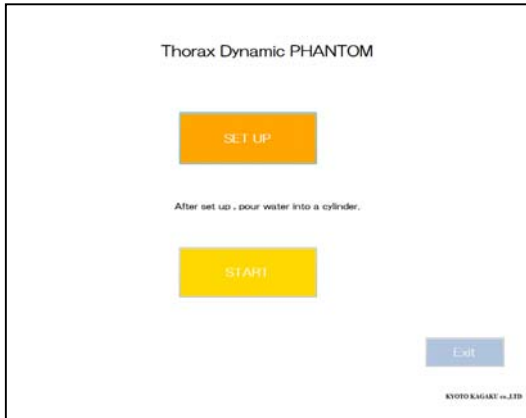 Thorax Dynamic PHANTOM
SET UP
After set up , pour water into a cylinder.
START
Exit
KYOTO KAGAKU co.,LTD